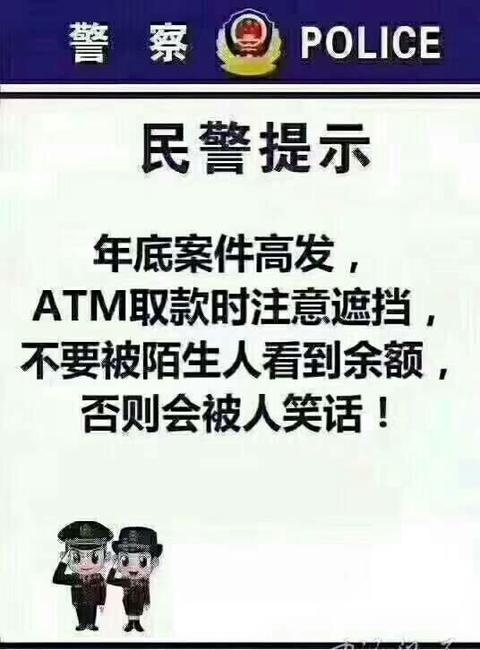 警 察 POLICE
民警提示
年底案件高发，
ATM取款时注意遮挡，
不要被陌生人看到余额，
否则会被人笑话！